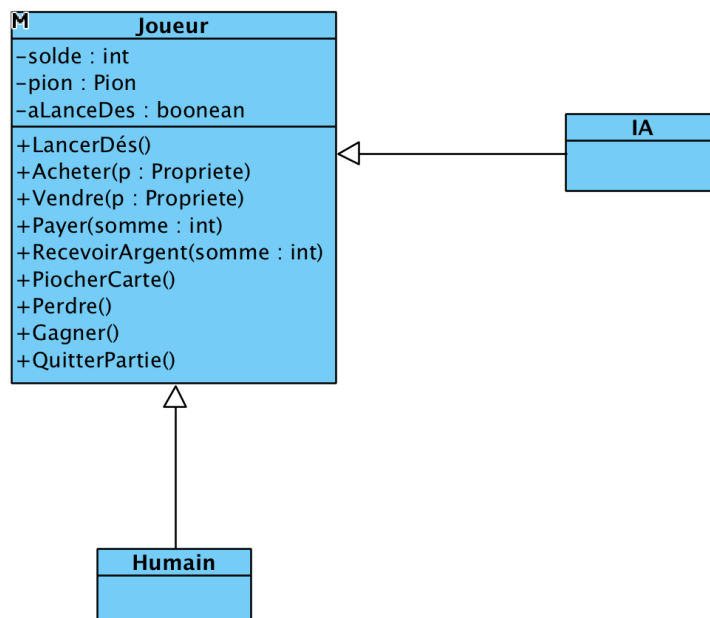 M
Joueur
-solde : int
-pion : Pion
-aLanceDes : boonean
+LancerDés()
+Acheter(p : Propriete)
+Vendre(p : Propriete)
+Payer(somme : int)
+RecevoirArgent(somme : int)
+PiocherCarte()
+Perdre()
+Gagner()
+QuitterPartie()
IA
Humain